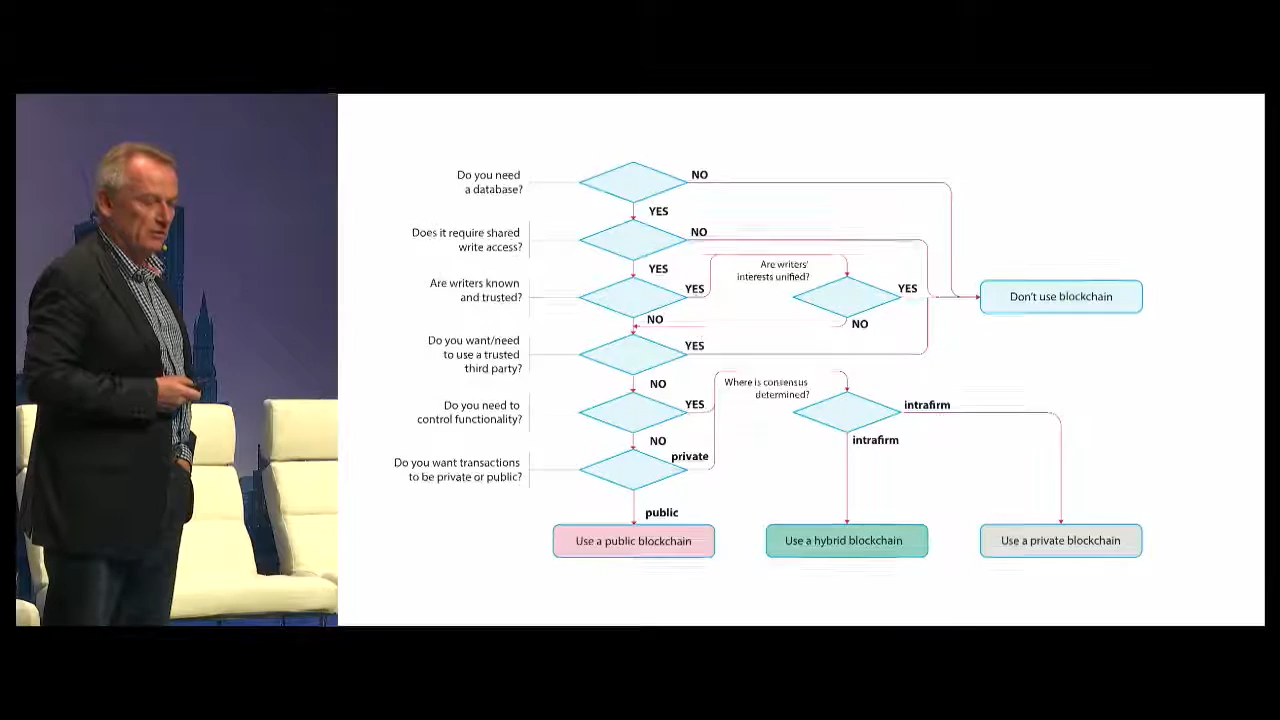 Do you need
a database?
NO
YES
Does it require shared
write access?
NO
YES
Are writers known
and trusted?
YES
Are writers'
interests unified?
YES
NO
NO
Don't use blockchain
Do you want/need
to use a trusted
third party?
YES
NO
Do you need to
control functionality?
YES
Where is consensus
determined?
intrafirm
intrafirm
NO
Do you want transactions
to be private or public?
private
public
Use a public blockchain
Use a hybrid blockchain
Use a private blockchain